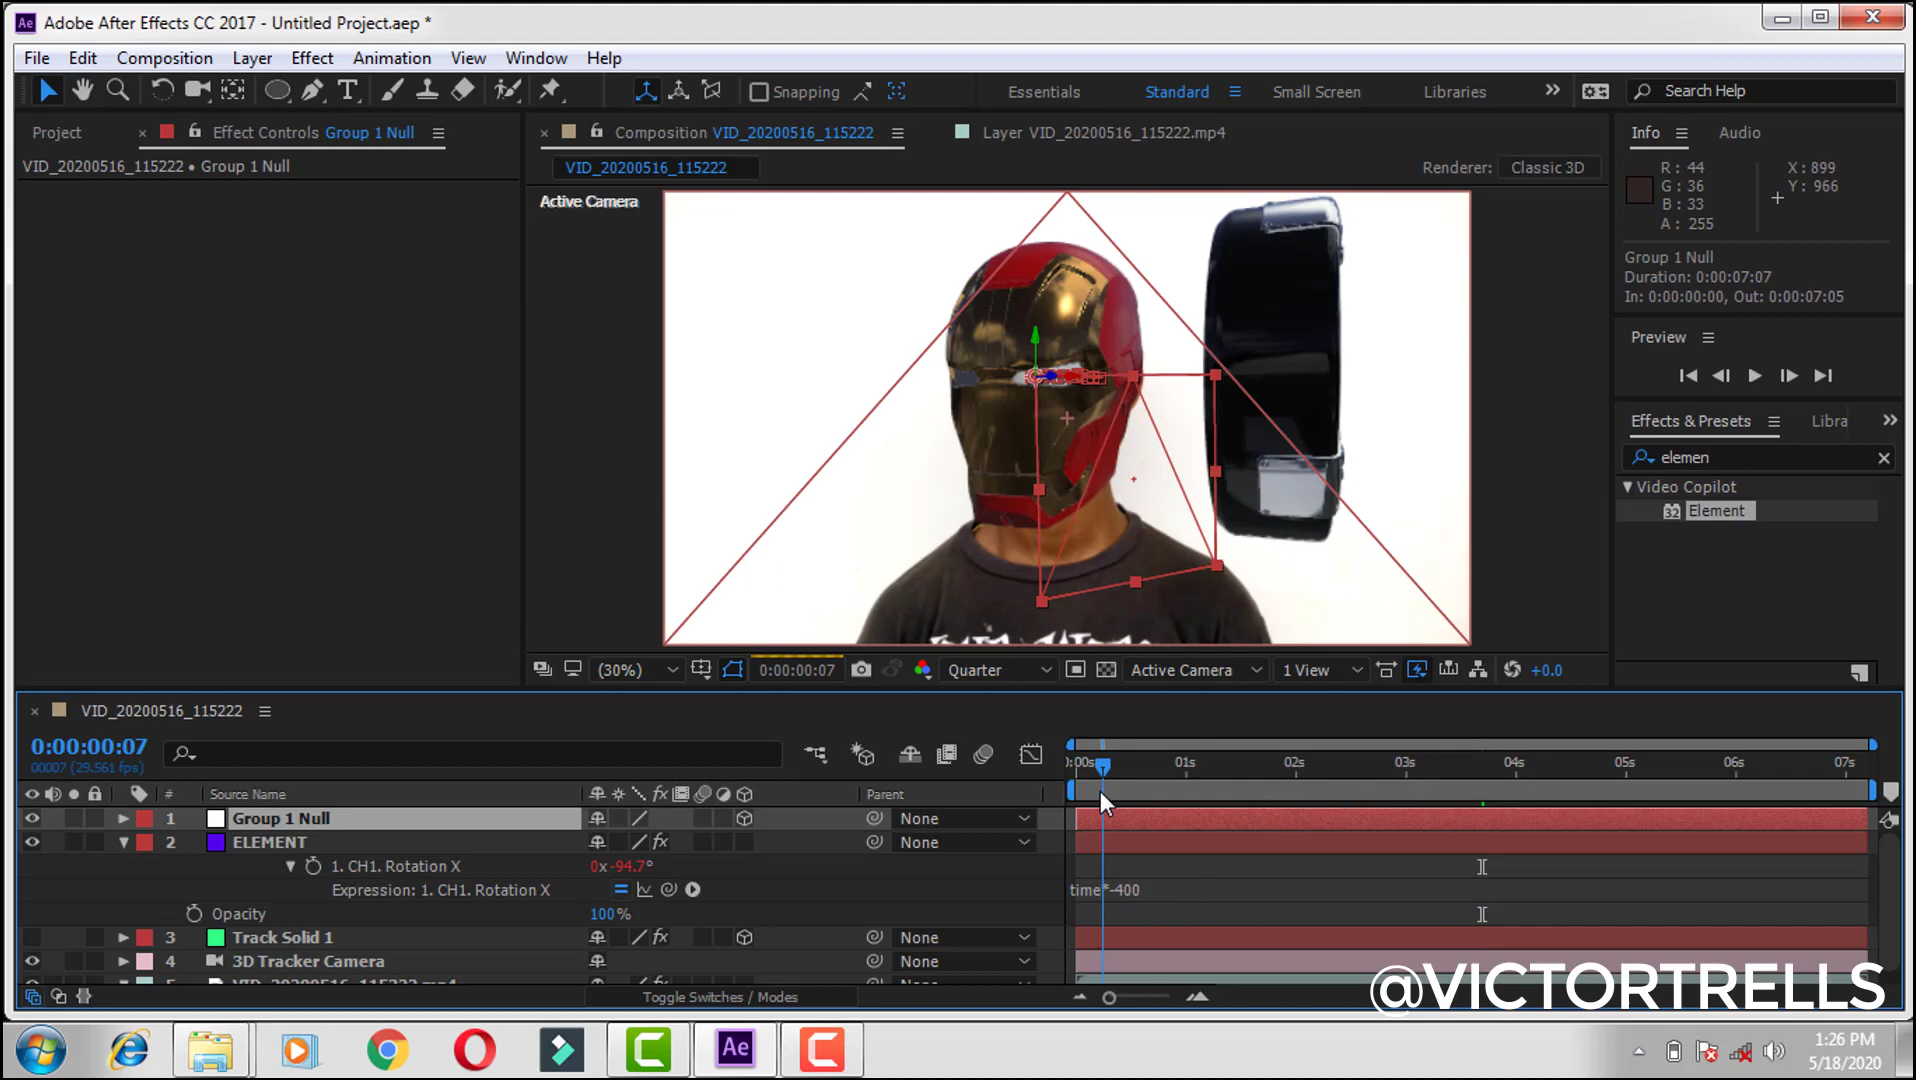 Adobe After Effects CC 2017 - Untitled Project.aep *
File Edit Composition Layer Effect Animation View Window Help
Snapping Essentials Standard Small Screen Libraries Search Help
Project Effect Controls Group 1 Null Composition VID_20200516_115222 Layer VID_20200516_115222.mp4 Info Audio
VID_20200516_115222 • Group 1 Null VID_20200516_115222 Renderer: Classic 3D
R : 44 X : 899
G : 36 Y : 966
B : 33
A : 255
Active Camera
Group 1 Null
Duration: 0:00:07:07
In: 0:00:00:00, Out: 0:00:07:05
Preview
Effects & Presets Libra
elemen
Video Copilot
32 Element
(30%) 0:00:00:07 Quarter Active Camera 1 View +0.0
VID_20200516_115222
0:00:00:07
00007 (29.561 fps)
:00s 01s 02s 03s 04s 05s 06s 07s
# Source Name fx Parent
1 Group 1 Null None
2 ELEMENT fx None
1. CH1. Rotation X 0x-94.7°
Expression: 1. CH1. Rotation X time*-400
Opacity 100 %
3 Track Solid 1 fx None
4 3D Tracker Camera None
Toggle Switches / Modes
@VICTORTRELLS
Ae
1:26 PM
5/18/2020